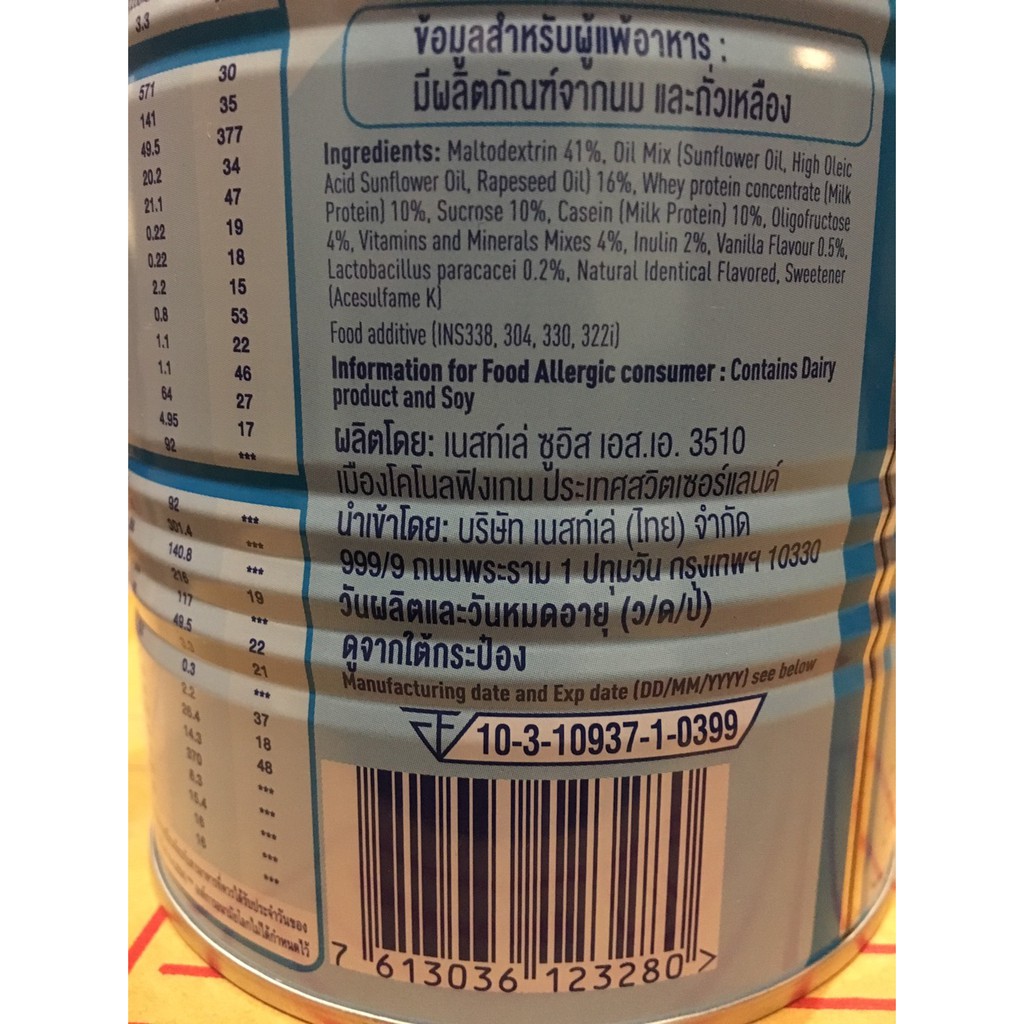 3.3
571 30
141 35
49.5 377
20.2 34
21.1 47
0.22 19
0.22 18
2.2 15
0.8 53
1.1 22
1.1 46
64 27
4.95 17
92 ***
92 ***
301.4 ***
140.8 ***
216 19
117 ***
49.5 22
3.3 21
0.3 ***
2.2 37
26.4 18
14.3 48
370 ***
6.3 ***
15.4 ***
16 ***
16 ***
ข้อมูลสำหรับผู้แพ้อาหาร :
มีผลิตภัณฑ์จากนม และถั่วเหลือง
Ingredients: Maltodextrin 41%, Oil Mix (Sunflower Oil, High Oleic
Acid Sunflower Oil, Rapeseed Oil) 16%, Whey protein concentrate (Milk
Protein) 10%, Sucrose 10%, Casein (Milk Protein) 10%, Oligofructose
4%, Vitamins and Minerals Mixes 4%, Inulin 2%, Vanilla Flavour 0.5%,
Lactobacillus paracacei 0.2%, Natural Identical Flavored, Sweetener
(Acesulfame K)
Food additive (INS338, 304, 330, 322i)
Information for Food Allergic consumer : Contains Dairy
product and Soy
ผลิตโดย: เนสท์เล่ ซูอิส เอส.เอ. 3510
เมืองโคโนลฟิงเกน ประเทศสวิตเซอร์แลนด์
นำเข้าโดย: บริษัท เนสท์เล่ (ไทย) จำกัด
999/9 ถนนพระราม 1 ปทุมวัน กรุงเทพฯ 10330
วันผลิตและวันหมดอายุ (ว/ด/ป)
ดูจากใต้กระป๋อง
Manufacturing date and Exp date (DD/MM/YYYY) see below
10-3-10937-1-0399
7 613036 123280 >